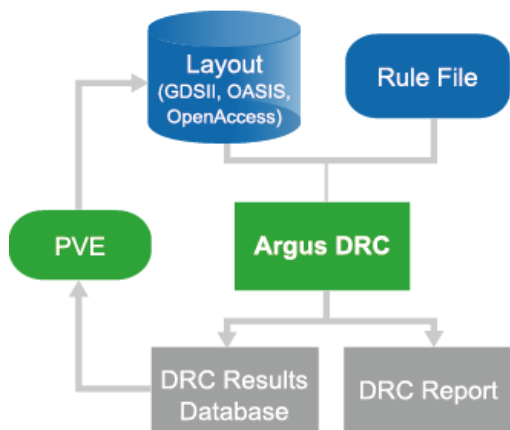 Layout
(GDSII, OASIS,
OpenAccess)
Rule File
PVE
Argus DRC
DRC Results
Database
DRC Report